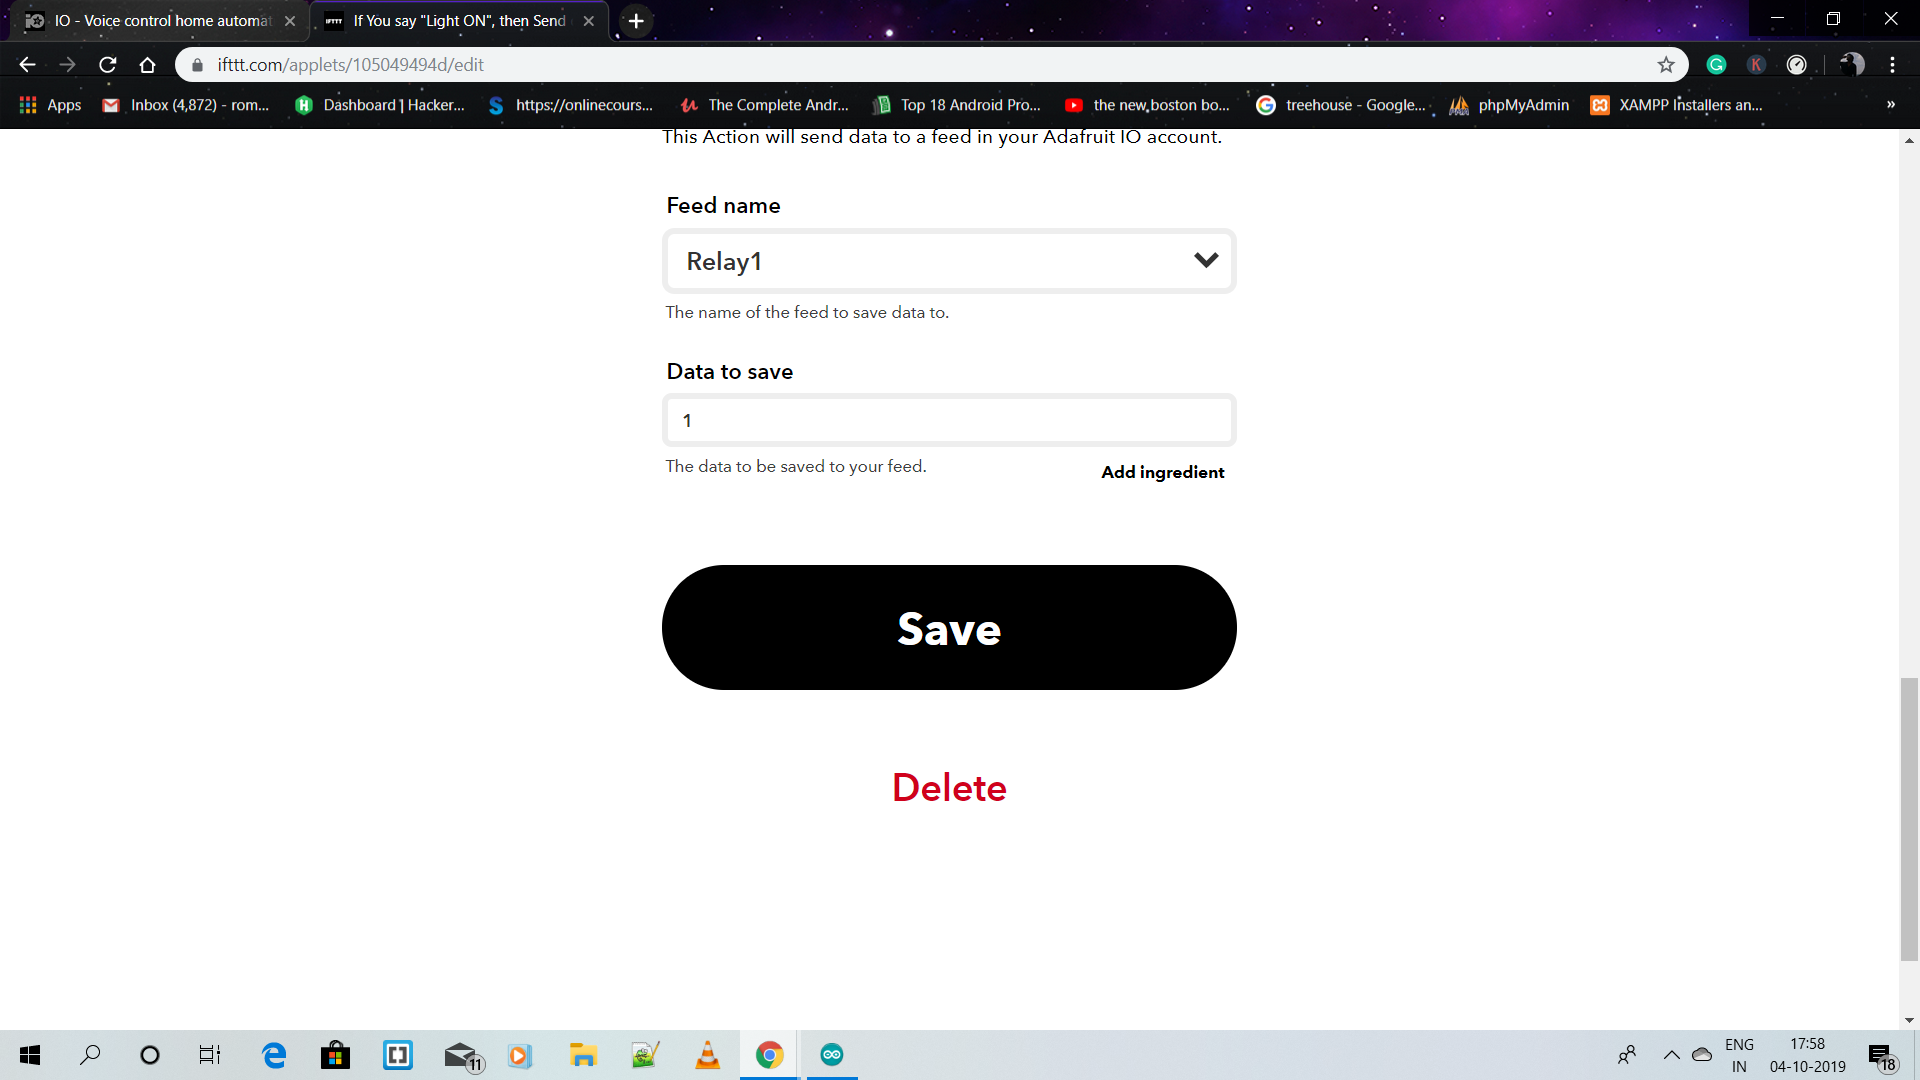 IO - Voice control home automat
IFTTT If You say "Light ON", then Send
ifttt.com/applets/105049494d/edit
Apps Inbox (4,872) - rom... Dashboard | Hacker... https://onlinecours... The Complete Andr... Top 18 Android Pro... the new boston bo... treehouse - Google... phpMyAdmin XAMPP Installers an... »
This Action will send data to a feed in your Adafruit IO account.
Feed name
Relay1
The name of the feed to save data to.
Data to save
1
The data to be saved to your feed.
Add ingredient
Save
Delete
11
ENG
IN
17:58
04-10-2019
18